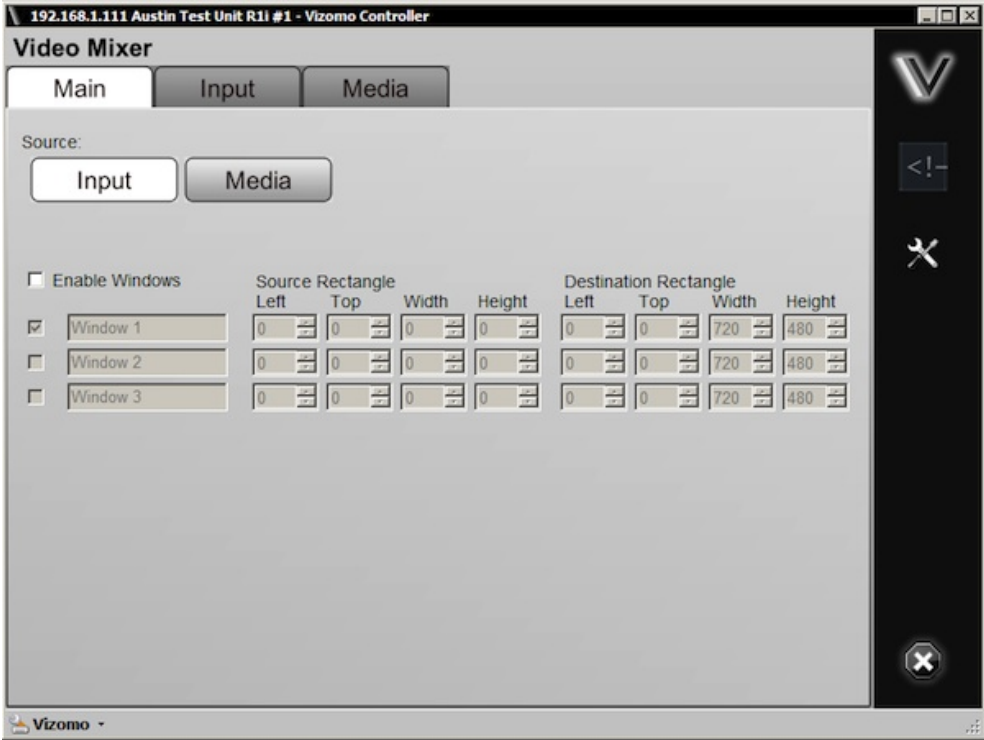 192.168.1.111 Austin Test Unit R1i #1 - Vizomo Controller
Video Mixer
Main Input Media
Source:
Input Media
<!-
Enable Windows Source Rectangle Destination Rectangle
Left Top Width Height Left Top Width Height
Window 1 0 0 0 0 0 0 720 480
Window 2 0 0 0 0 0 0 720 480
Window 3 0 0 0 0 0 0 720 480
Vizomo